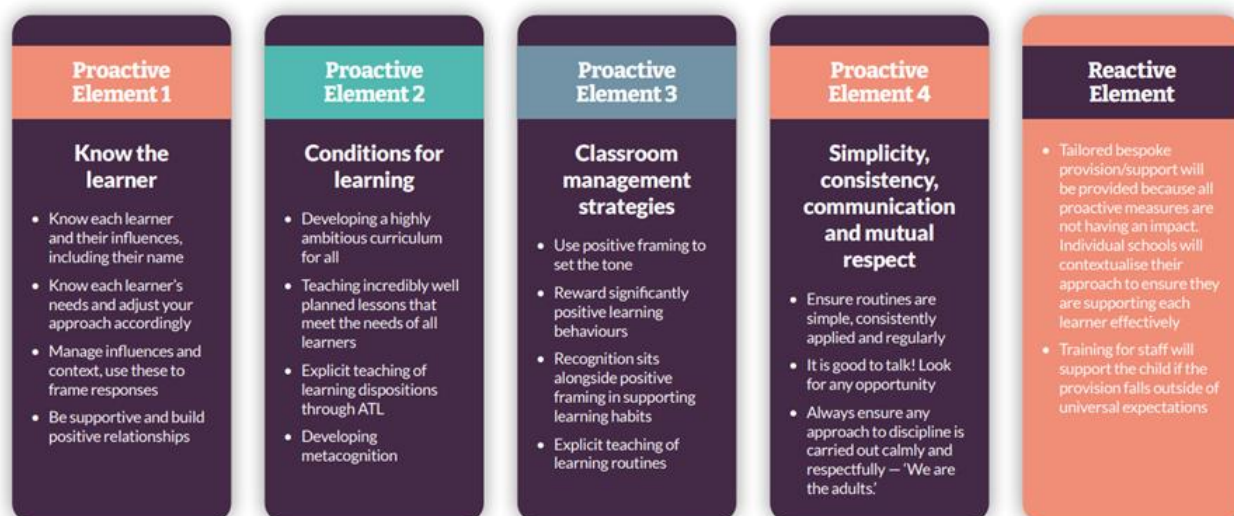 Proactive
Element 1
Know the
learner
• Know each learner
and their influences,
including their name
• Know each learner's
needs and adjust your
approach accordingly
• Manage influences and
context, use these to
frame responses
• Be supportive and build
positive relationships
Proactive
Element 2
Conditions for
learning
• Developing a highly
ambitious curriculum
for all
• Teaching incredibly well
planned lessons that
meet the needs of all
learners
• Explicit teaching of
learning dispositions
through ATL
• Developing
metacognition
Proactive
Element 3
Classroom
management
strategies
• Use positive framing to
set the tone
• Reward significantly
positive learning
behaviours
• Recognition sits
alongside positive
framing in supporting
learning habits
• Explicit teaching of
learning routines
Proactive
Element 4
Simplicity,
consistency,
communication
and mutual
respect
• Ensure routines are
simple, consistently
applied and regularly
• It is good to talk! Look
for any opportunity
• Always ensure any
approach to discipline is
carried out calmly and
respectfully – 'We are
the adults.'
Reactive
Element
• Tailored bespoke
provision/support will
be provided because all
proactive measures are
not having an impact.
Individual schools will
contextualise their
approach to ensure they
are supporting each
learner effectively
• Training for staff will
support the child if the
provision falls outside of
universal expectations